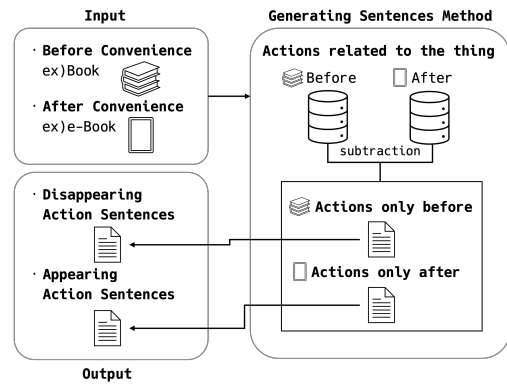 Input
· Before Convenience
ex)Book
· After Convenience
ex)e-Book
Generating Sentences Method
Actions related to the thing
Before
After
subtraction
Actions only before
Actions only after
· Disappearing
Action Sentences
· Appearing
Action Sentences
Output